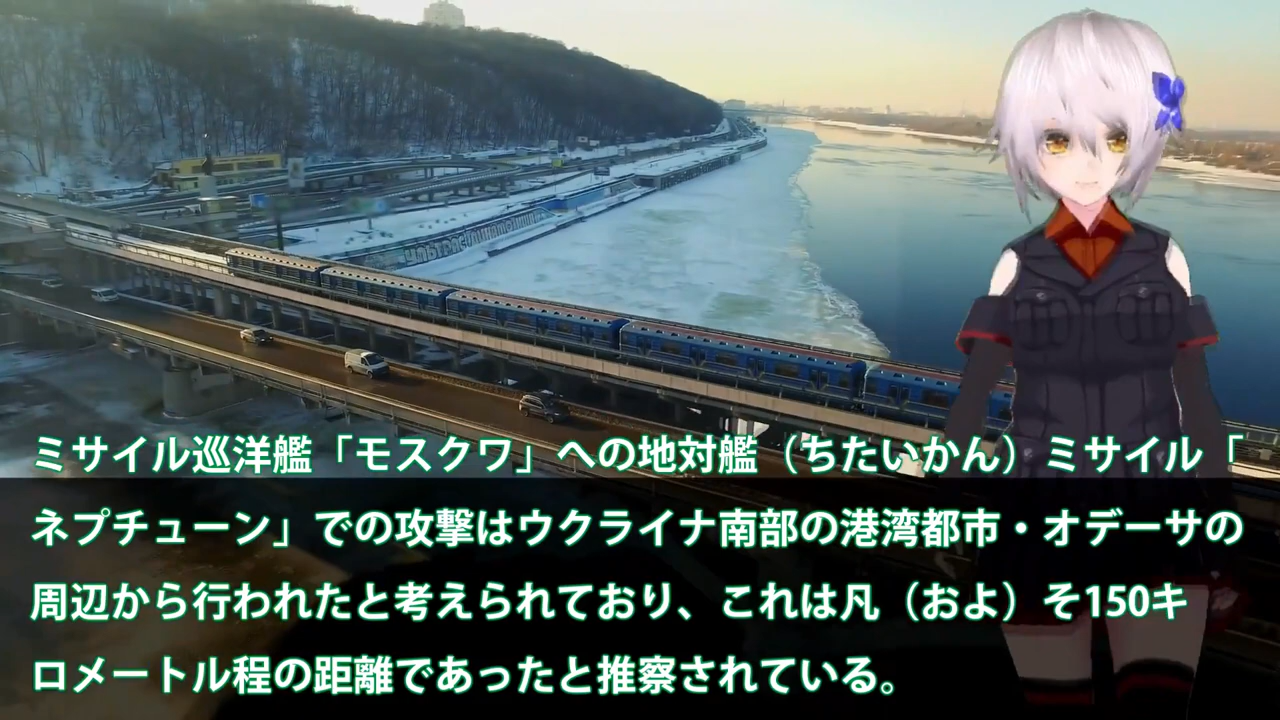 ミサイル巡洋艦「モスクワ」への地対艦（ちたいかん）ミサイル「
ネプチューン」での攻撃はウクライナ南部の港湾都市・オデーサの
周辺から行われたと考えられており、これは凡（およ）そ150キ
ロメートル程の距離であったと推察されている。